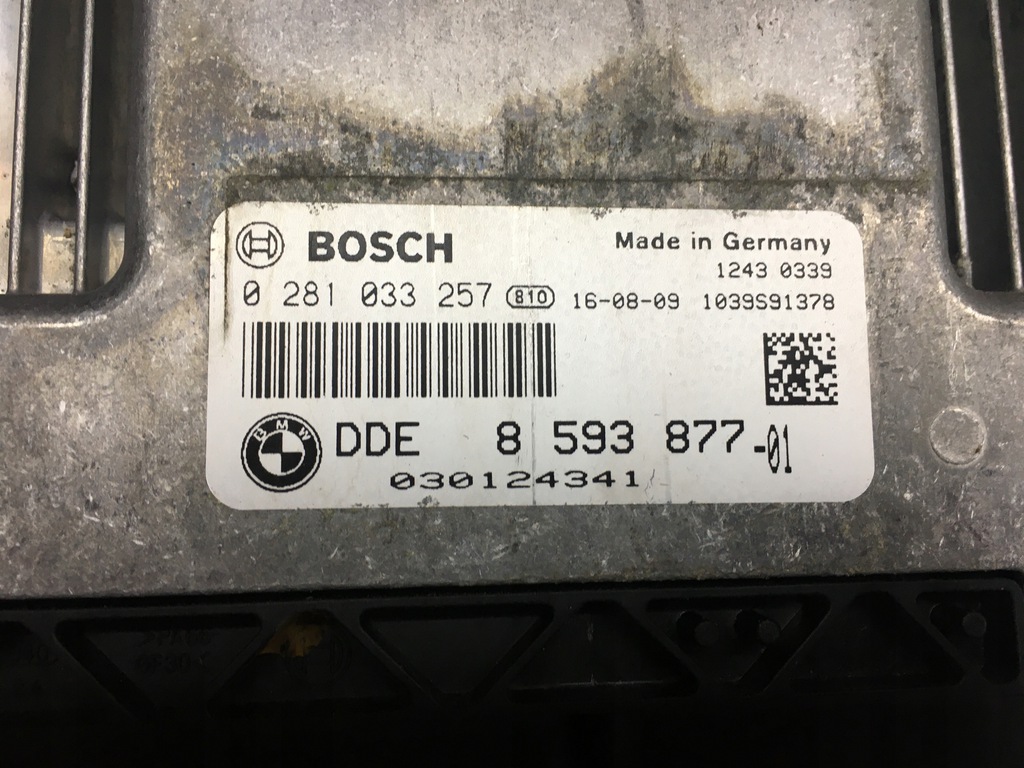 BOSCH
Made in Germany
1243 0339
0 281 033 257 810 16-08-09 1039S91378
BMW DDE 8 593 877-01
030124341